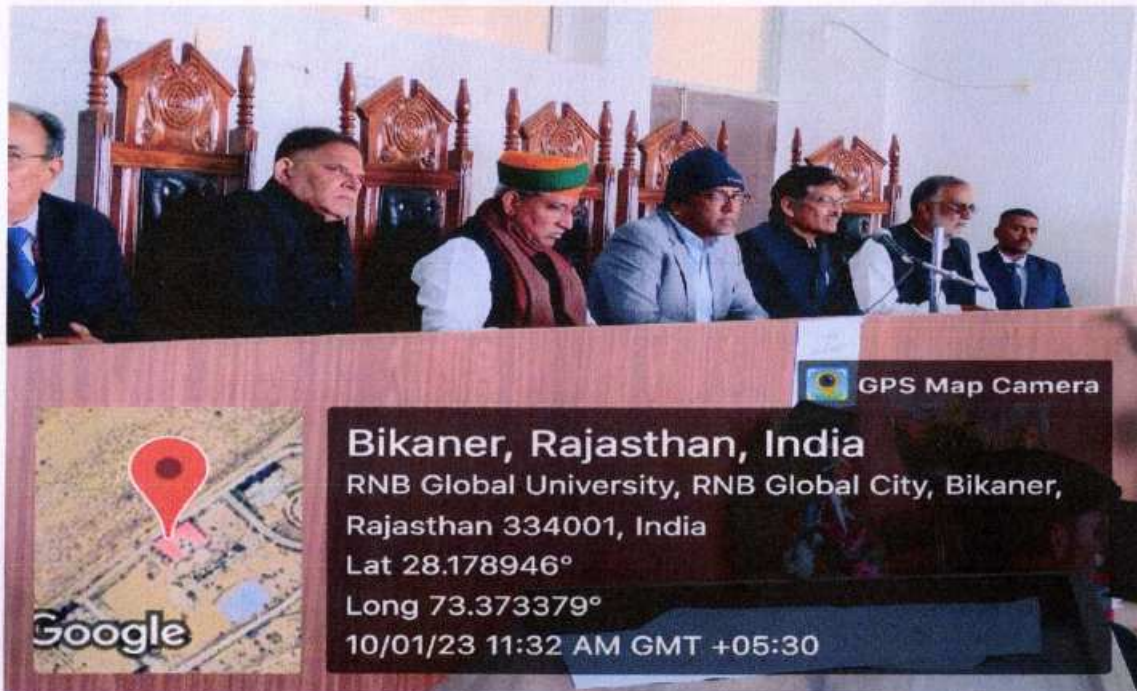 GPS Map Camera
Bikaner, Rajasthan, India
RNB Global University, RNB Global City, Bikaner,
Rajasthan 334001, India
Lat 28.178946°
Long 73.373379°
10/01/23 11:32 AM GMT +05:30
Google